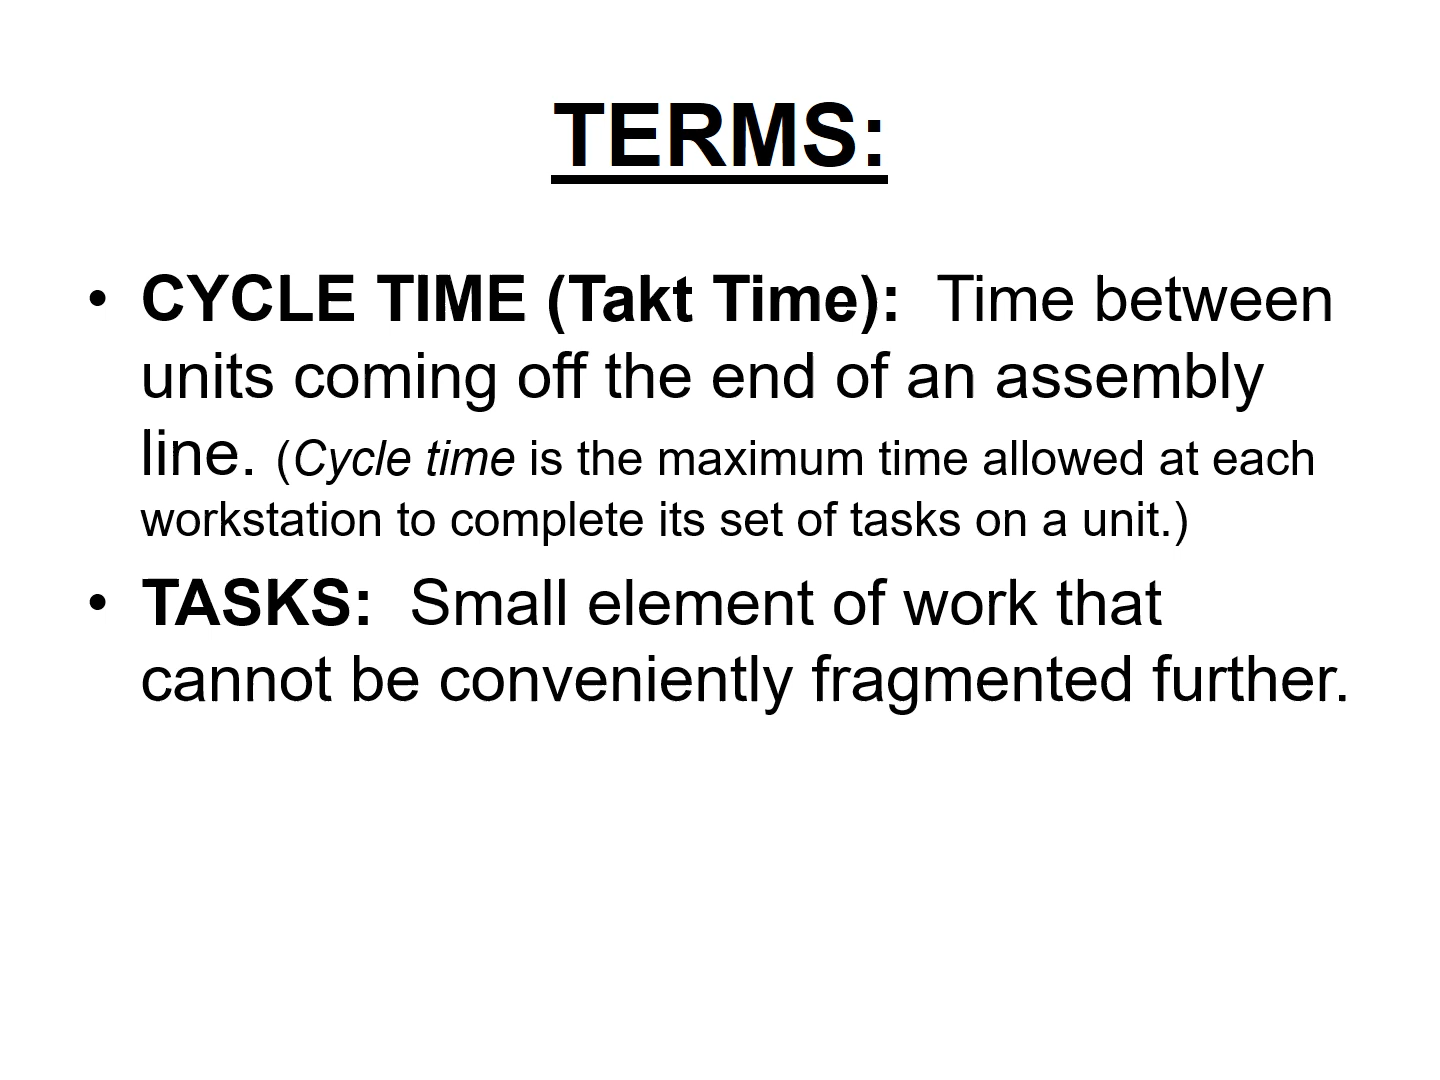 TERMS:
• CYCLE TIME (Takt Time): Time between
units coming off the end of an assembly
line. (Cycle time is the maximum time allowed at each
workstation to complete its set of tasks on a unit.)
• TASKS: Small element of work that
cannot be conveniently fragmented further.